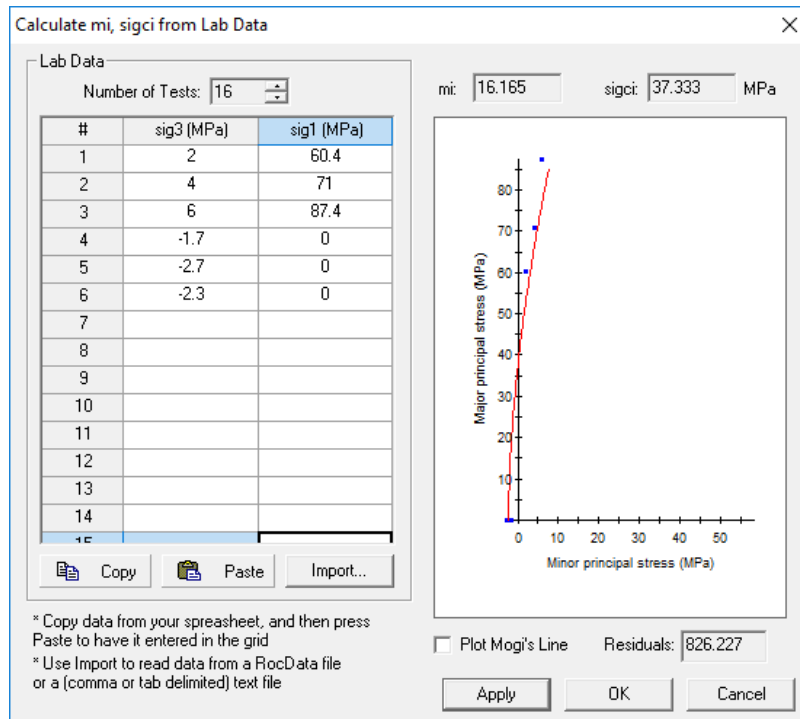 Calculate mi, sigci from Lab Data
Lab Data
Number of Tests: 16
# sig3 (MPa) sig1 (MPa)
1 2 60.4
2 4 71
3 6 87.4
4 -1.7 0
5 -2.7 0
6 -2.3 0
7
8
9
10
11
12
13
14
15
Copy Paste Import...
* Copy data from your spreasheet, and then press
Paste to have it entered in the grid
* Use Import to read data from a RocData file
or a (comma or tab delimited) text file
mi: 16.165 sigci: 37.333 MPa
Major principal stress (MPa)
80
70
60
50
40
30
20
10
0 10 20 30 40 50
Minor principal stress (MPa)
Plot Mogi's Line Residuals: 826.227
Apply OK Cancel